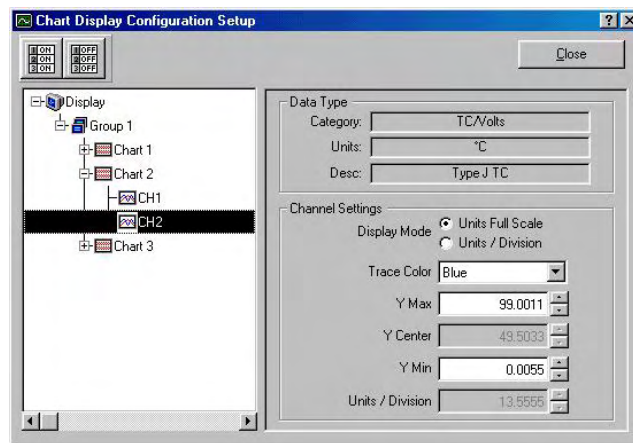 Chart Display Configuration Setup
1 ON
2 ON
3 ON
1 OFF
2 OFF
3 OFF
Close
Display
Group 1
Chart 1
Chart 2
CH1
CH2
Chart 3
Data Type
Category: TC/Volts
Units: °C
Desc: Type J TC
Channel Settings
Display Mode
Units Full Scale
Units / Division
Trace Color Blue
Y Max 99.0011
Y Center 49.5033
Y Min 0.0055
Units / Division 13.5555